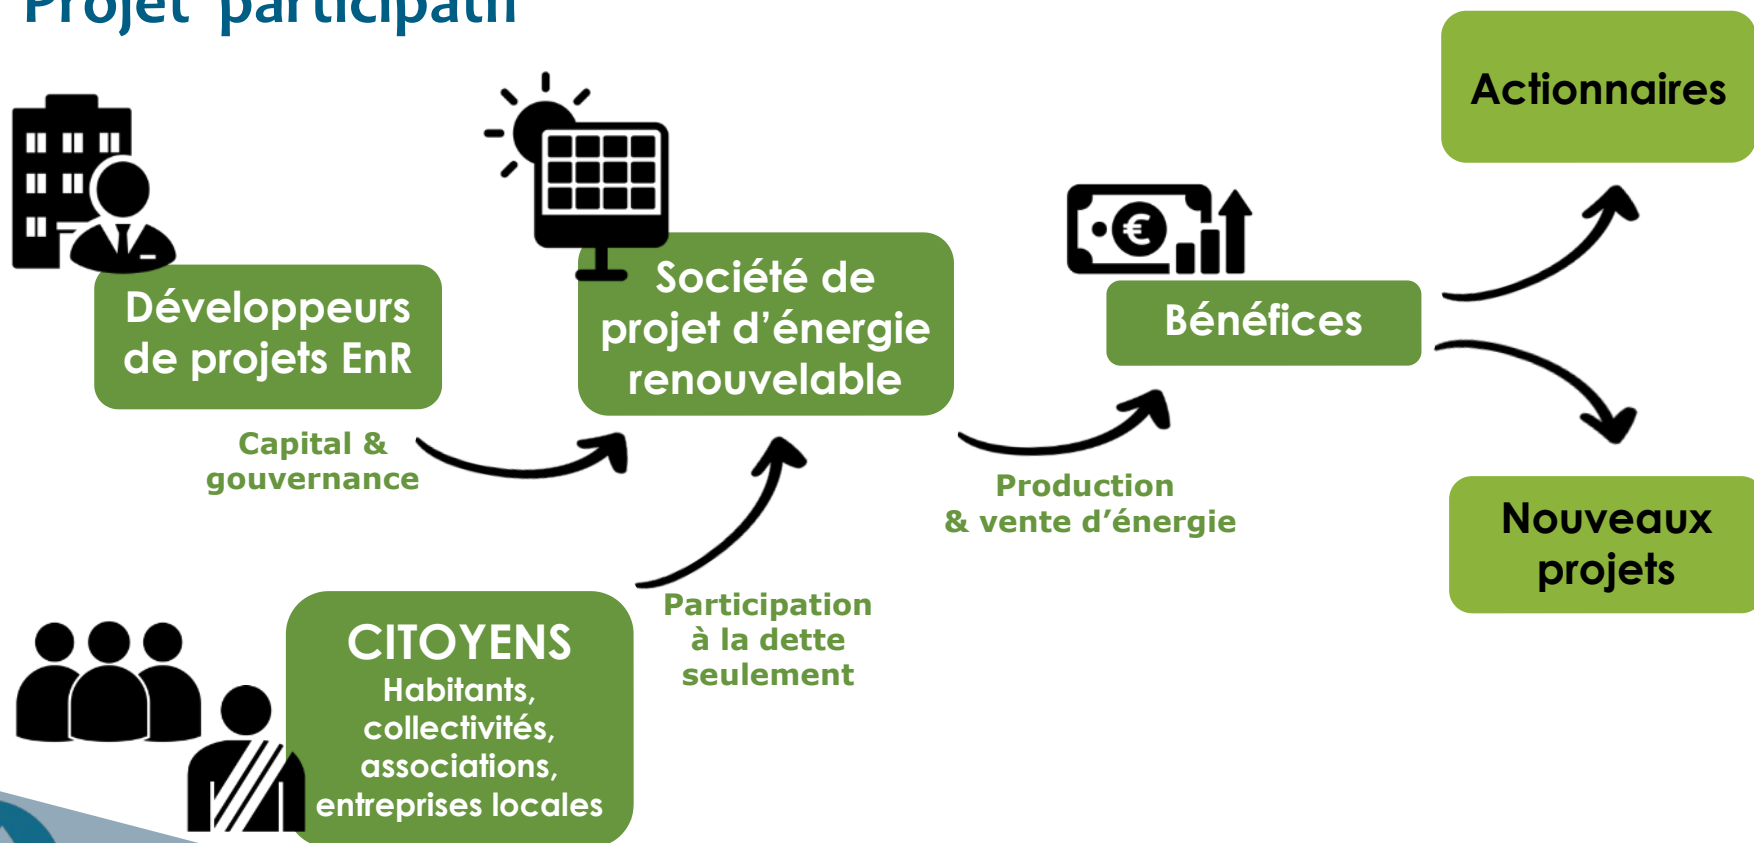 Projet participatif
Actionnaires
Développeurs
de projets EnR
Société de
projet d’énergie
renouvelable
€
Bénéfices
Capital &
gouvernance
Production
& vente d’énergie
Nouveaux
projets
CITOYENS
Habitants,
collectivités,
associations,
entreprises locales
Participation
à la dette
seulement